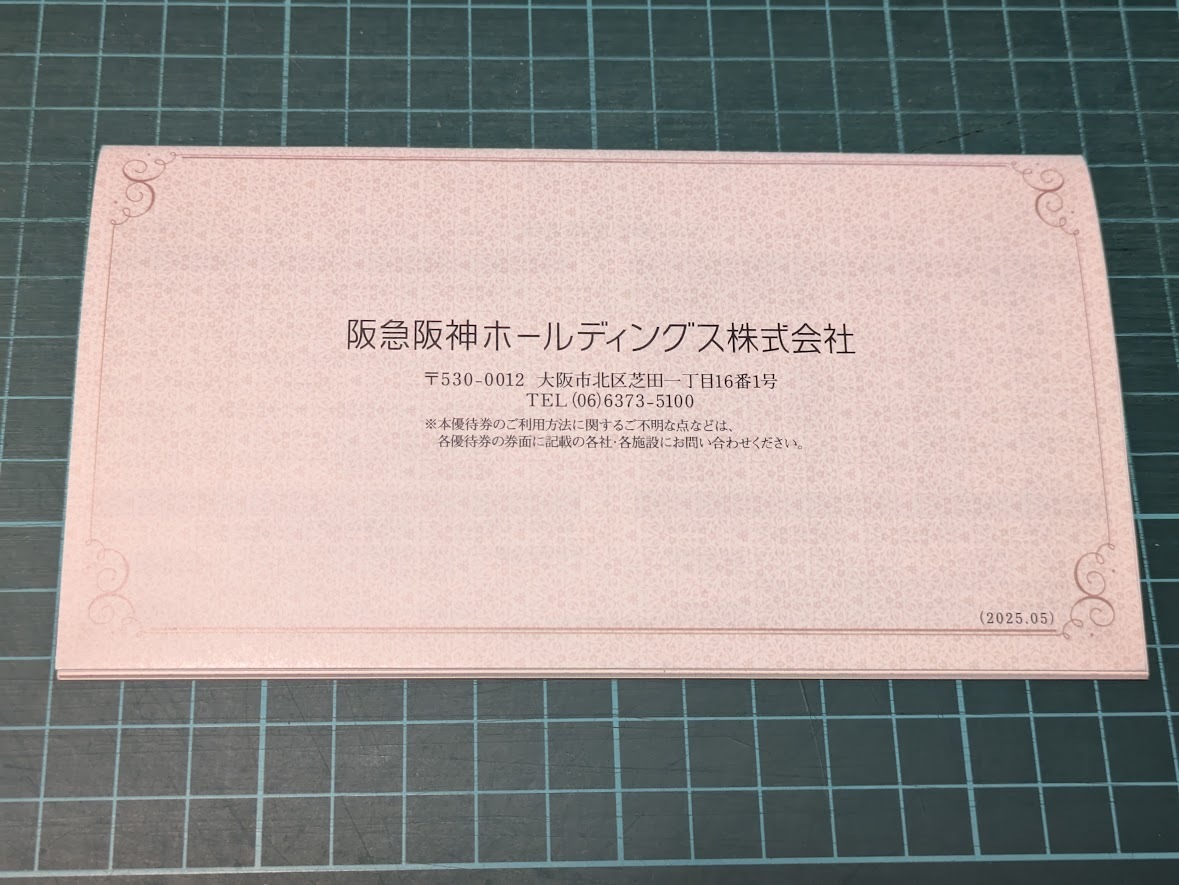 阪急阪神ホールディングス株式会社
〒530-0012 大阪市北区芝田一丁目16番1号
TEL(06)6373-5100
※本優待券のご利用方法に関するご不明な点などは、
各優待券の券面に記載の各社・各施設にお問い合わせください。
(2025.05)